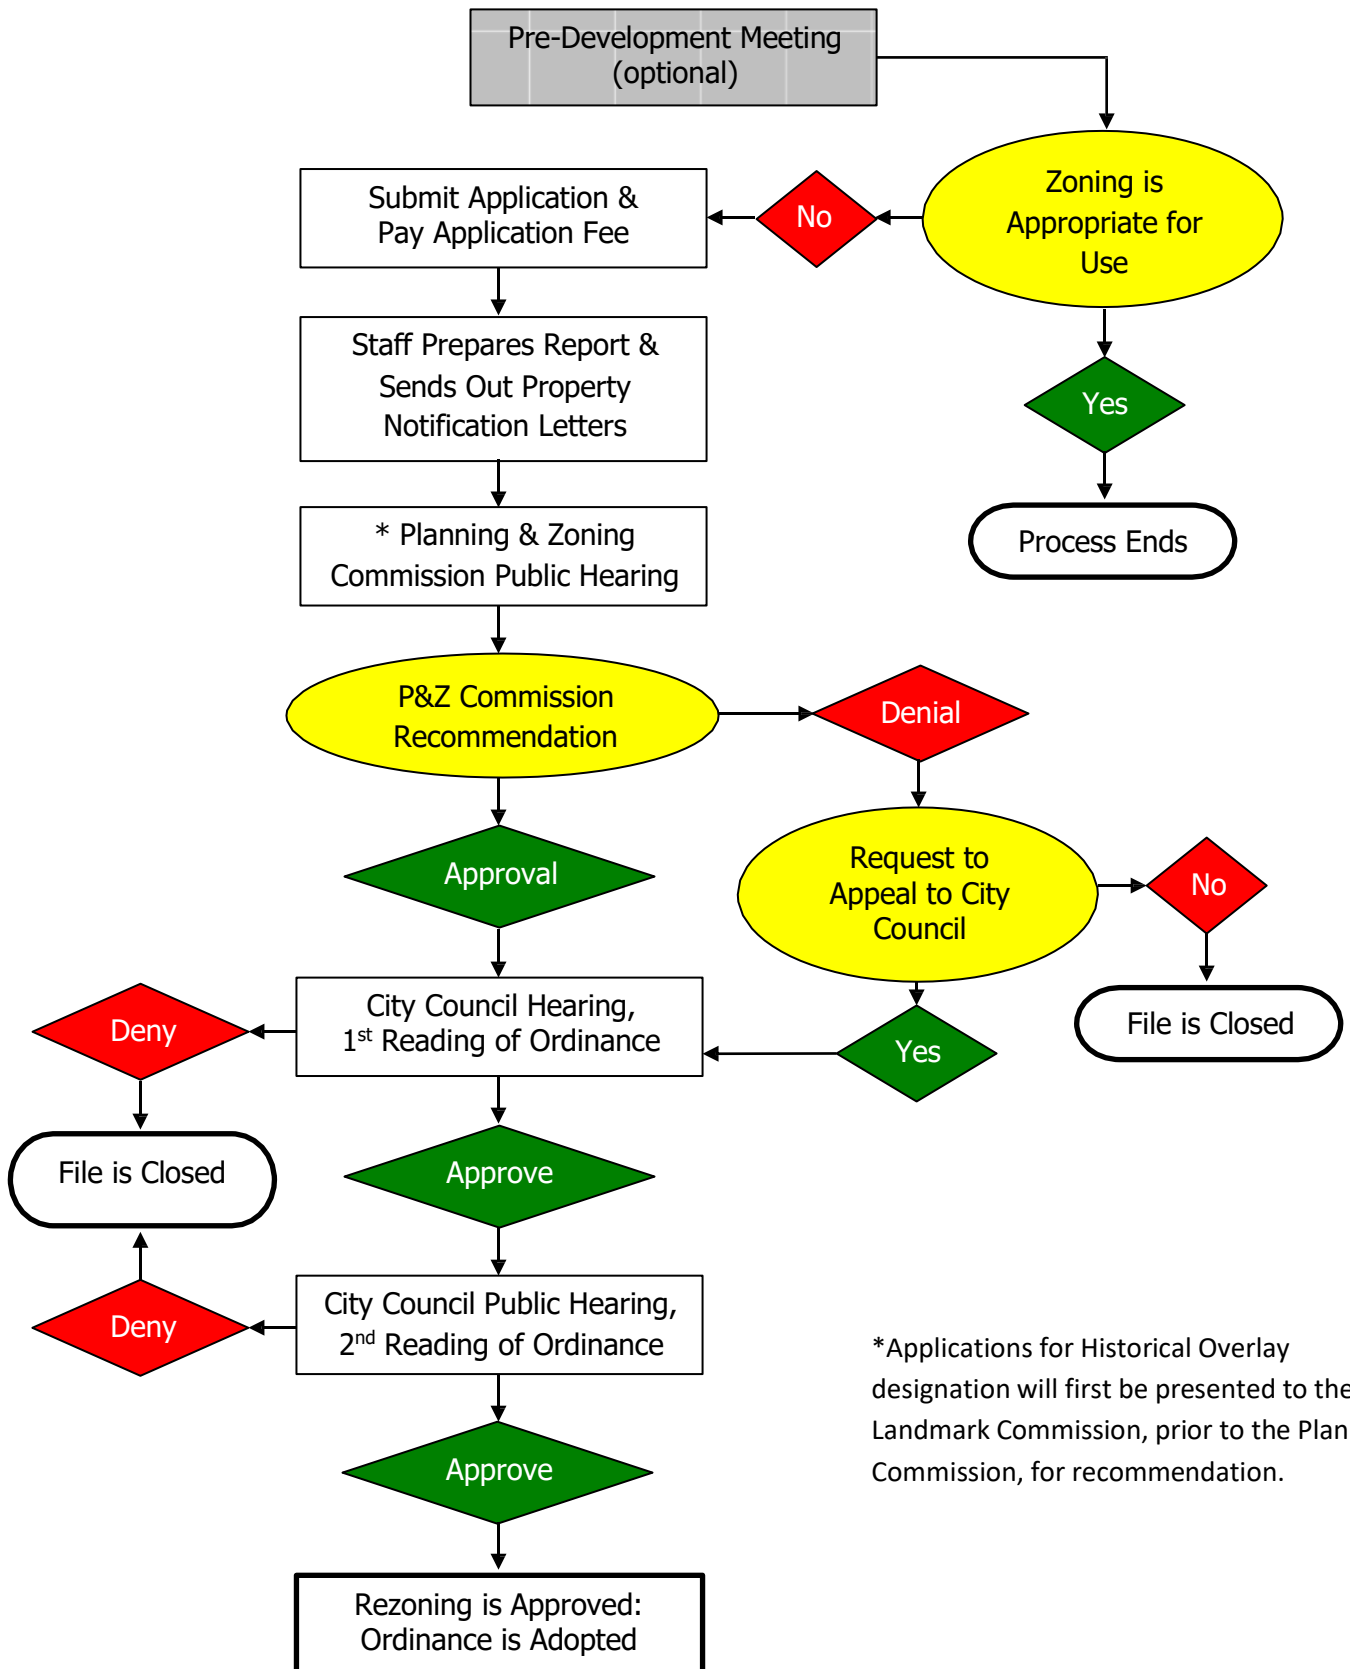 Pre-Development Meeting
(optional)
Zoning is
Appropriate for
Use
No
Submit Application &
Pay Application Fee
Yes
Process Ends
Staff Prepares Report &
Sends Out Property
Notification Letters
* Planning & Zoning
Commission Public Hearing
P&Z Commission
Recommendation
Denial
Approval
Request to
Appeal to City
Council
No
File is Closed
Yes
City Council Hearing,
1st Reading of Ordinance
Deny
File is Closed
Approve
City Council Public Hearing,
2nd Reading of Ordinance
Deny
Approve
Rezoning is Approved:
Ordinance is Adopted
*Applications for Historical Overlay
designation will first be presented to the
Landmark Commission, prior to the Plan
Commission, for recommendation.